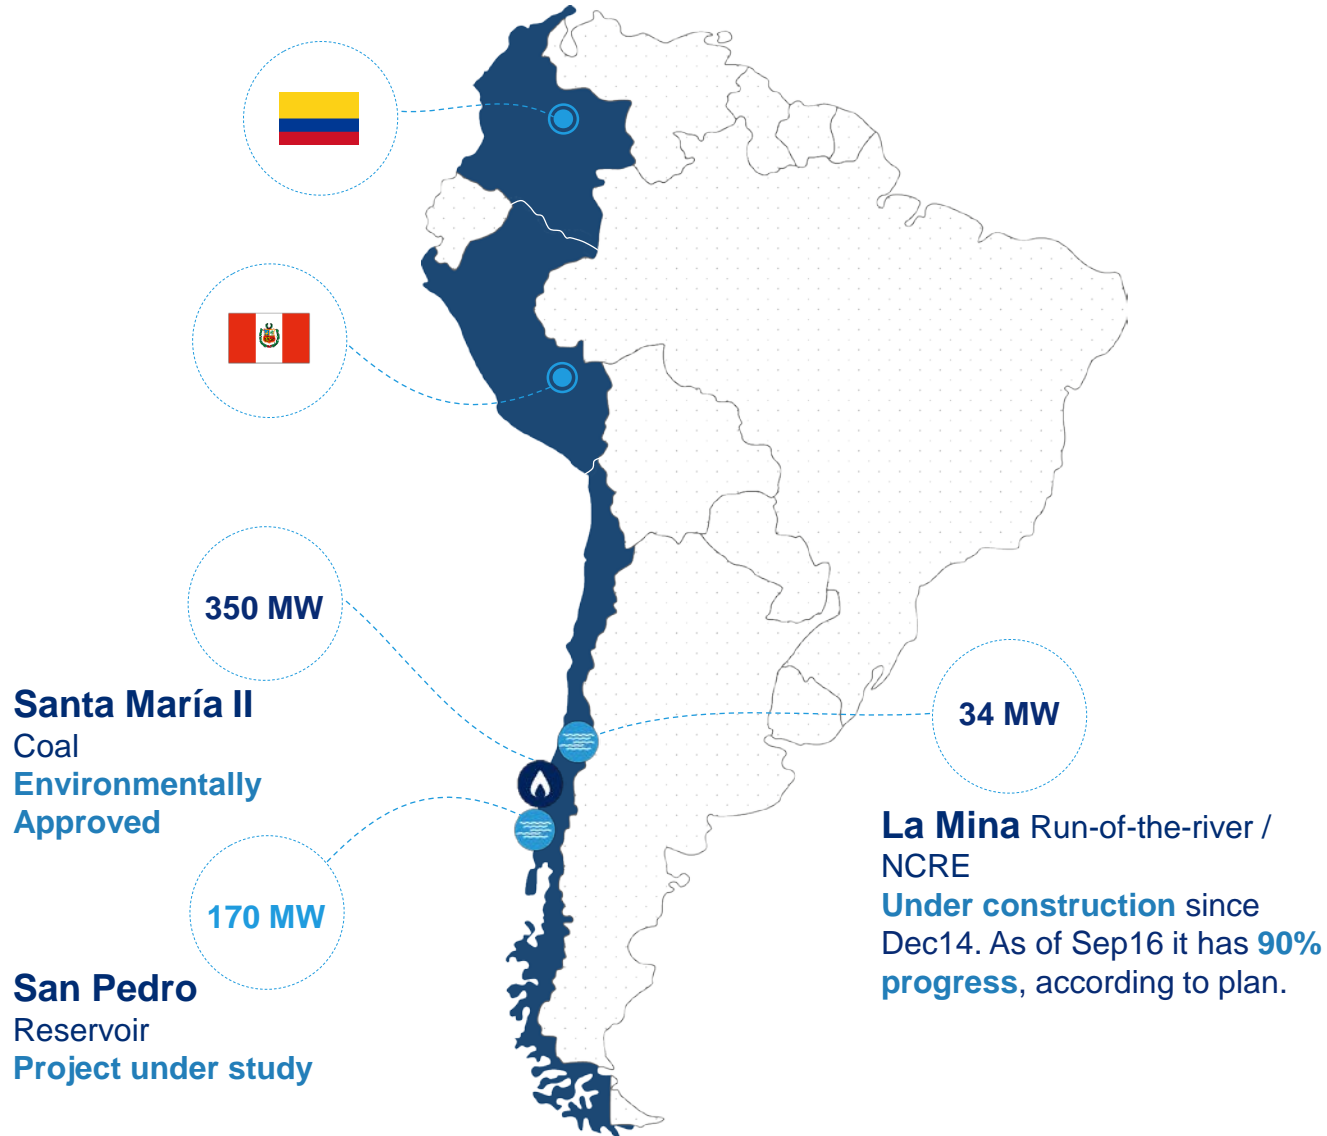 350 MW
Santa María II
Coal
Environmentally
Approved
170 MW
San Pedro
Reservoir
Project under study
34 MW
La Mina Run-of-the-river /
NCRE
Under construction since
Dec14. As of Sep16 it has 90%
progress, according to plan.